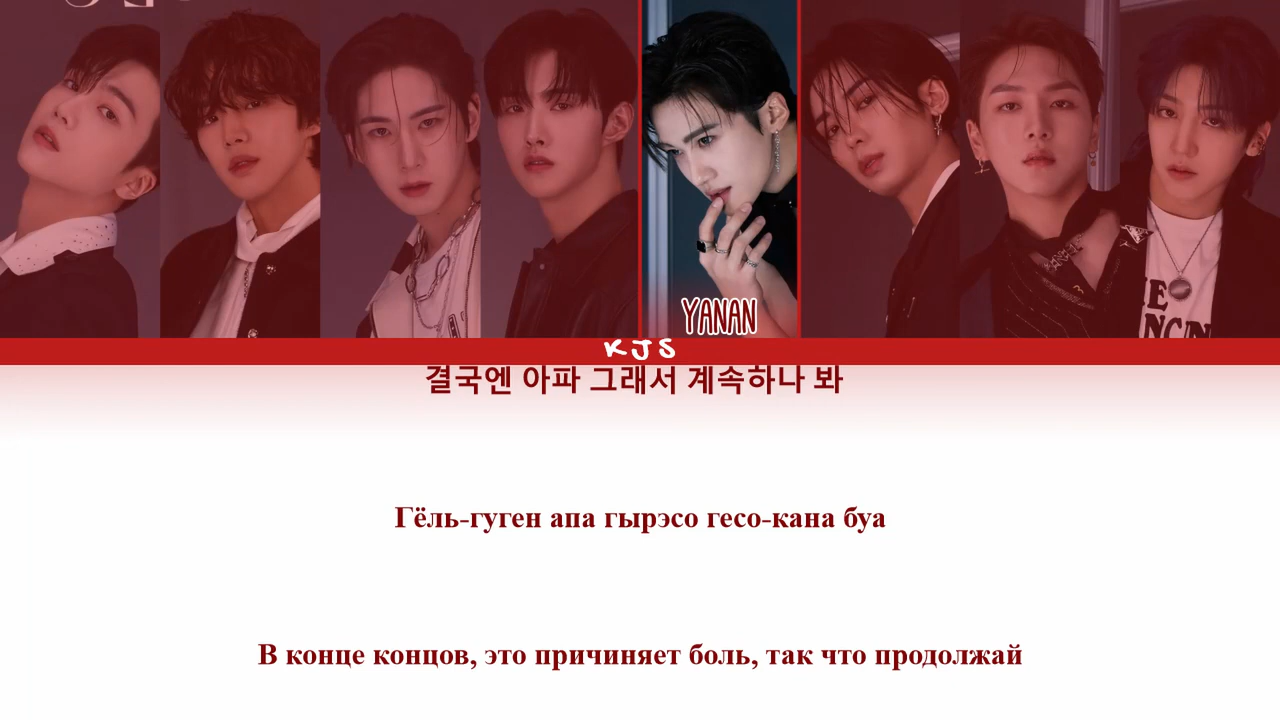 YANAN
KJS
결국엔 아파 그래서 계속하나 봐
Гёль-гуген апа гырэсо гесо-кана буа
В конце концов, это причиняет боль, так что продолжай